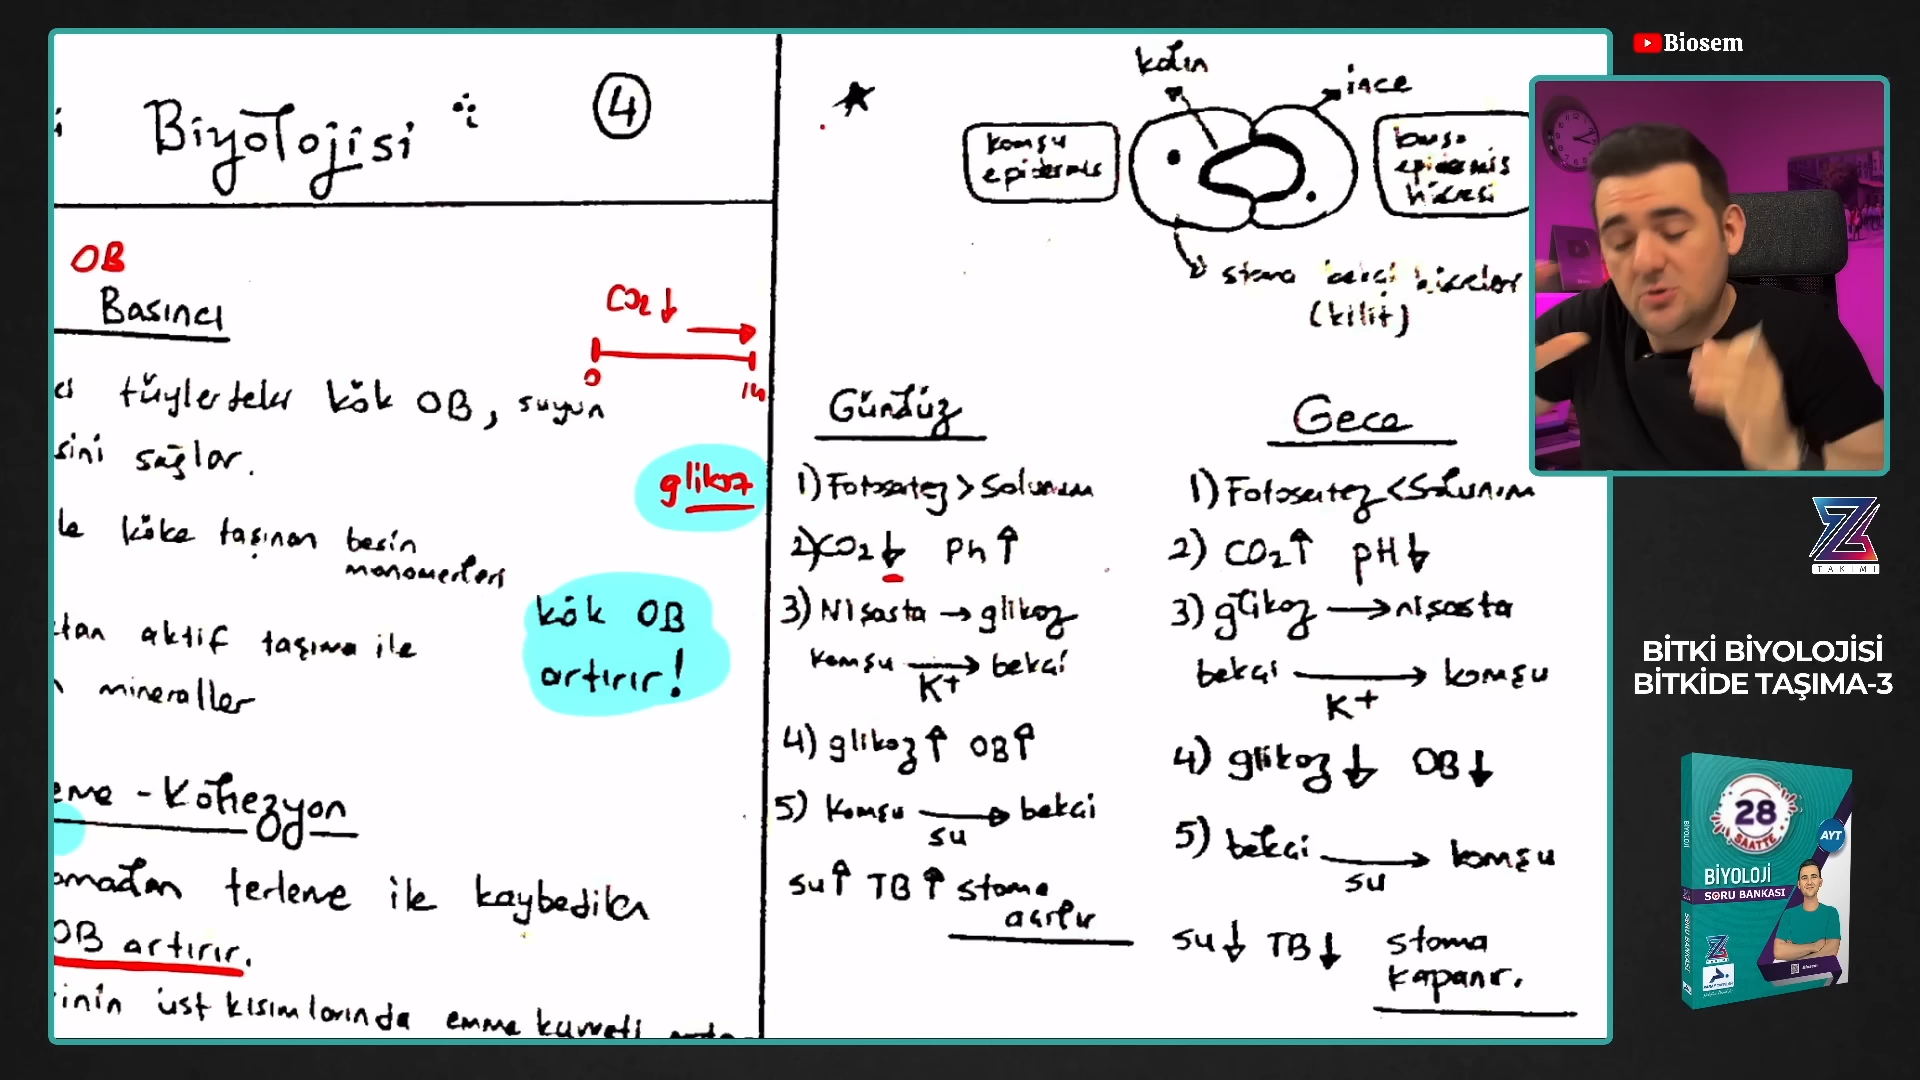 Biyolojisi
4
OB
Basıncı
CO2↓
0
14
tüylerdeki kök OB, suyun
sini sağlar.
glikoz
le köke taşınan besin
monomerleri
tan aktif taşıma ile
mineraller
kök OB
artırır!
eme - Kohezyon
amadan terleme ile kaybedilen
OB artırır.
inin üst kısımlarında emme kuvveti
kalın
ince
komşu
epidermis
komşu
epidermis
hücresi
stoma bekçi hücreleri
(kilit)
Gündüz
1) Fotosentez > Solunum
2) CO2↓ Ph↑
3) Nişasta → glikoz
komşu → bekçi
K+
4) glikoz↑ OB↑
5) Komşu → bekçi
su
su↑ TB↑ stoma
açılır
Gece
1) Fotosentez < Solunum
2) CO2↑ pH↓
3) glikoz → nişasta
bekçi → komşu
K+
4) glikoz↓ OB↓
5) bekçi → komşu
su
su↓ TB↓ stoma
kapanır.
Biosem
TAKIMI
BİTKİ BİYOLOJİSİ
BİTKİDE TAŞIMA-3
28
SAATTE
AYT
BİYOLOJİ
SORU BANKASI